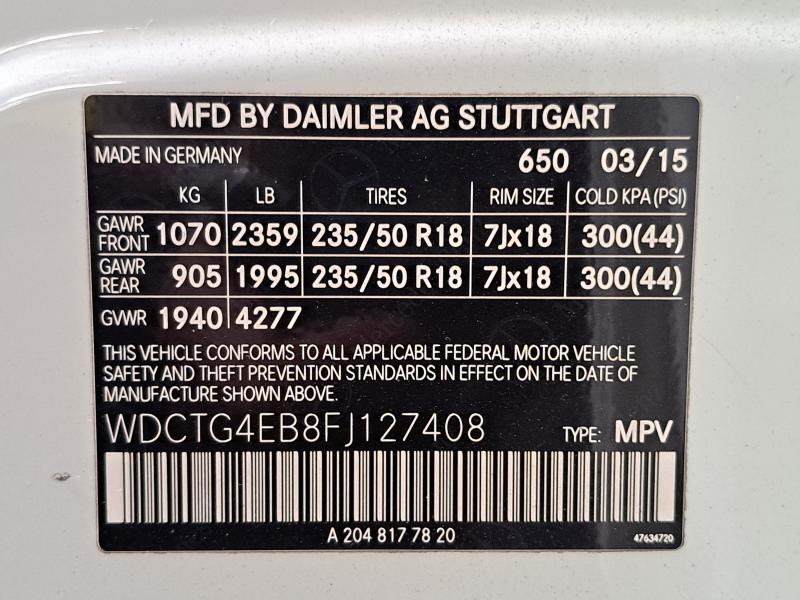 MFD BY DAIMLER AG STUTTGART
MADE IN GERMANY 650 03/15
KG LB TIRES RIM SIZE COLD KPA (PSI)
GAWR FRONT 1070 2359 235/50 R18 7Jx18 300(44)
GAWR REAR 905 1995 235/50 R18 7Jx18 300(44)
GVWR 1940 4277
THIS VEHICLE CONFORMS TO ALL APPLICABLE FEDERAL MOTOR VEHICLE
SAFETY AND THEFT PREVENTION STANDARDS IN EFFECT ON THE DATE OF
MANUFACTURE SHOWN ABOVE.
WDCTG4EB8FJ127408 TYPE: MPV
A 204 817 78 20
47634720